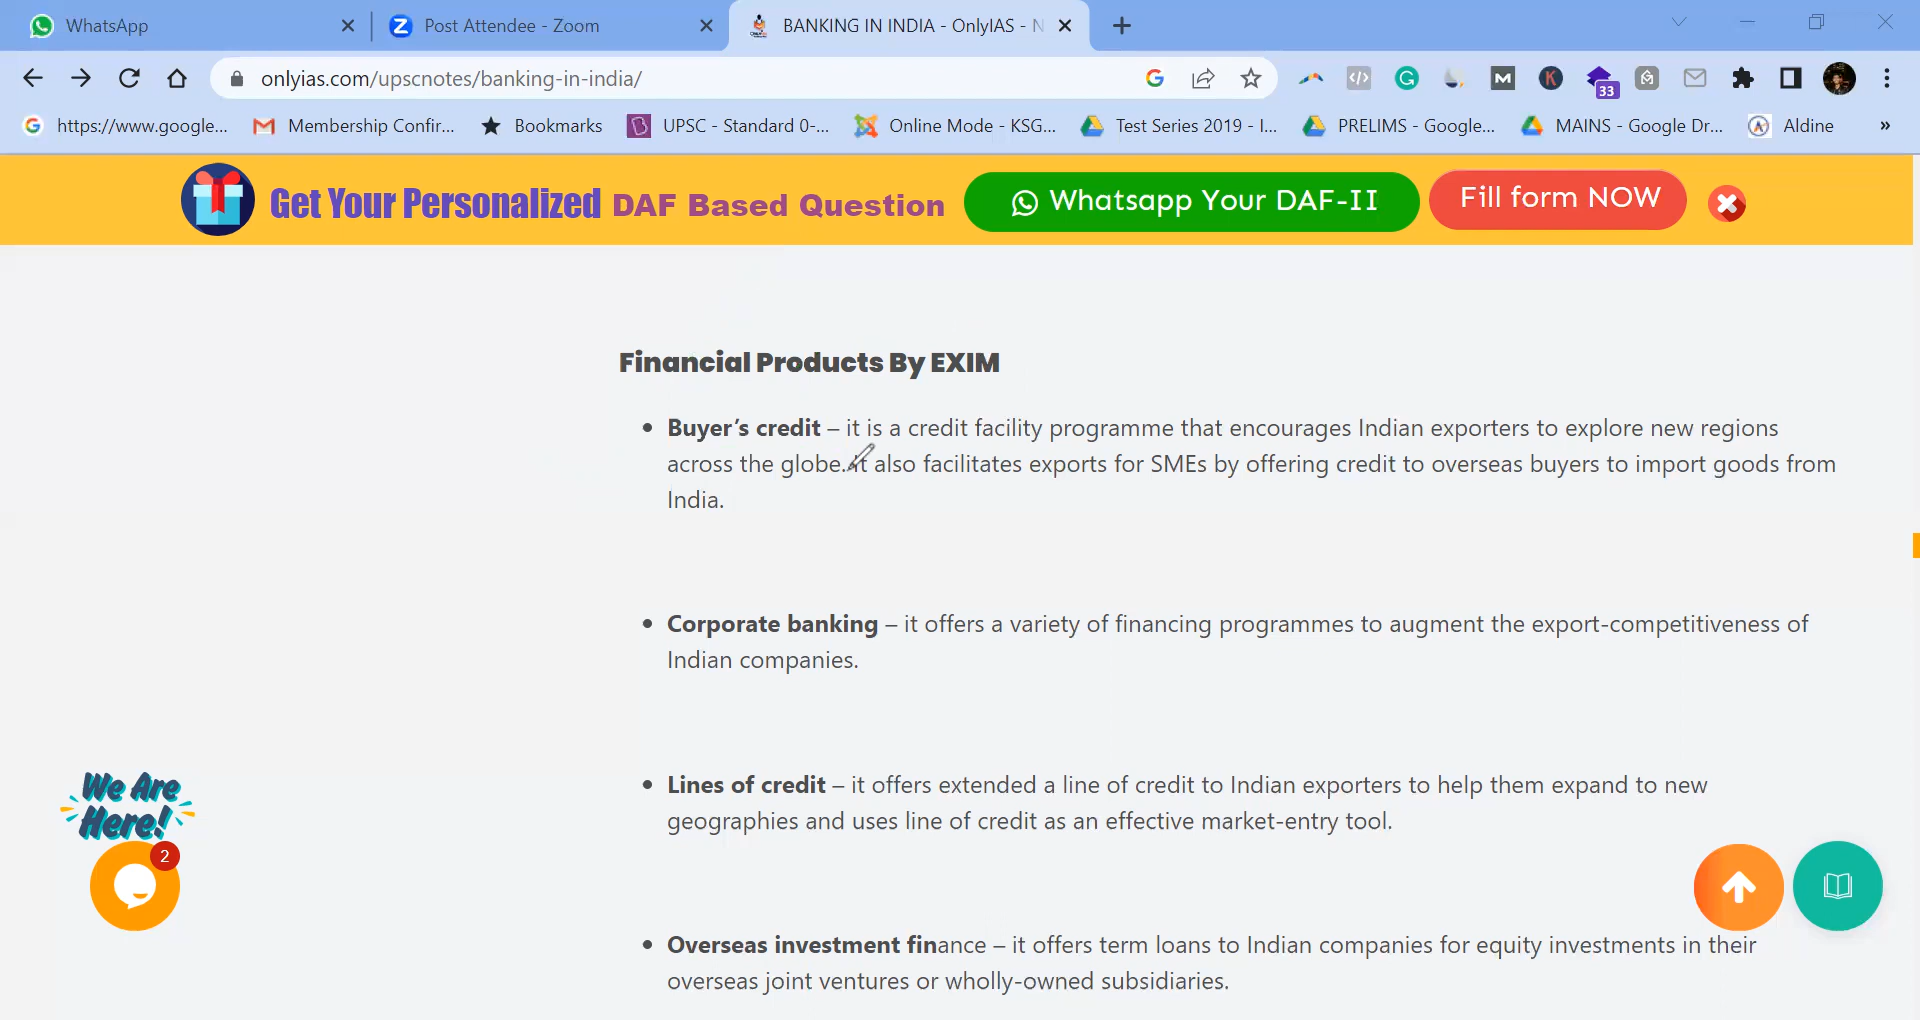 WhatsApp
Post Attendee - Zoom
BANKING IN INDIA - OnlyIAS - N
onlyias.com/upscnotes/banking-in-india/
33
https://www.google...
Membership Confir...
Bookmarks
UPSC - Standard 0-...
Online Mode - KSG...
Test Series 2019 - I...
PRELIMS - Google...
MAINS - Google Dr...
Aldine
»
Get Your Personalized DAF Based Question
Whatsapp Your DAF-II
Fill form NOW
Financial Products By EXIM
• Buyer’s credit – it is a credit facility programme that encourages Indian exporters to explore new regions
across the globe. It also facilitates exports for SMEs by offering credit to overseas buyers to import goods from
India.
• Corporate banking – it offers a variety of financing programmes to augment the export-competitiveness of
Indian companies.
• Lines of credit – it offers extended a line of credit to Indian exporters to help them expand to new
geographies and uses line of credit as an effective market-entry tool.
• Overseas investment finance – it offers term loans to Indian companies for equity investments in their
overseas joint ventures or wholly-owned subsidiaries.
We Are
Here!
2